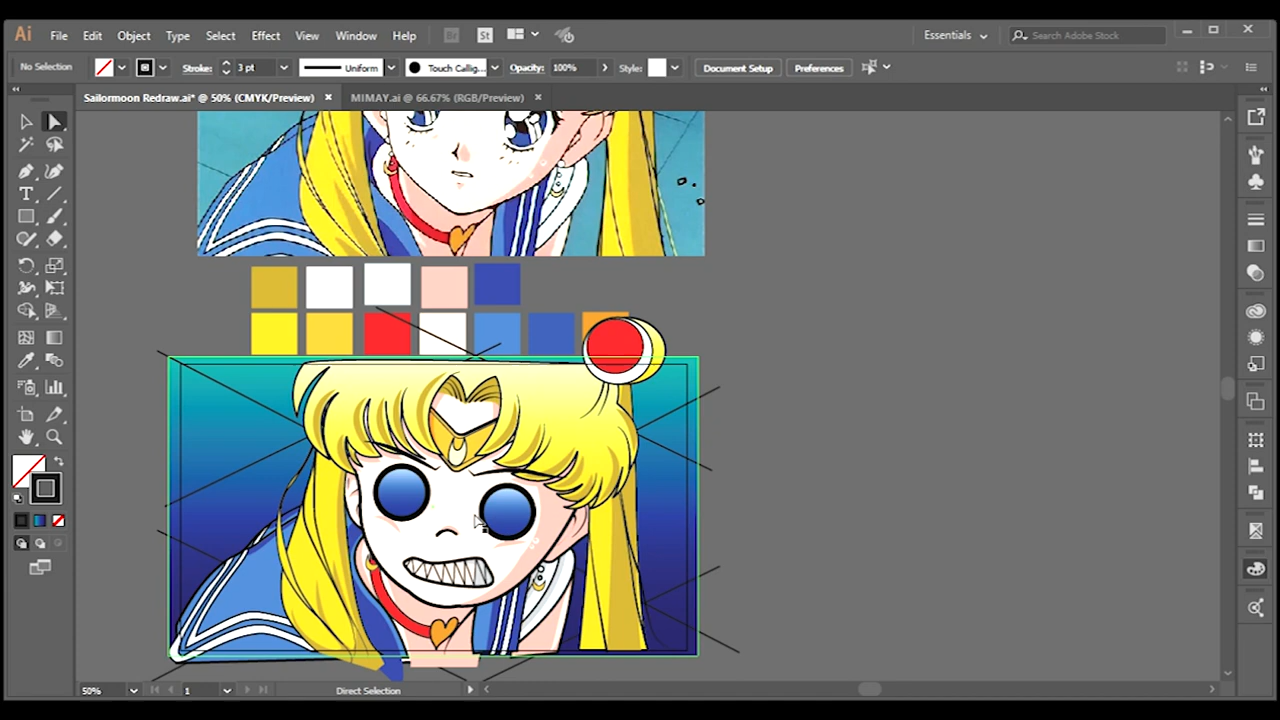 Ai File Edit Object Type Select Effect View Window Help Br St Essentials Search Adobe Stock
No Selection Stroke: 3 pt Uniform Touch Callig... Opacity: 100% Style: Document Setup Preferences
Sailormoon Redraw.ai* @ 50% (CMYK/Preview) × MIMAY.ai @ 66.67% (RGB/Preview) ×
50% 1 Direct Selection